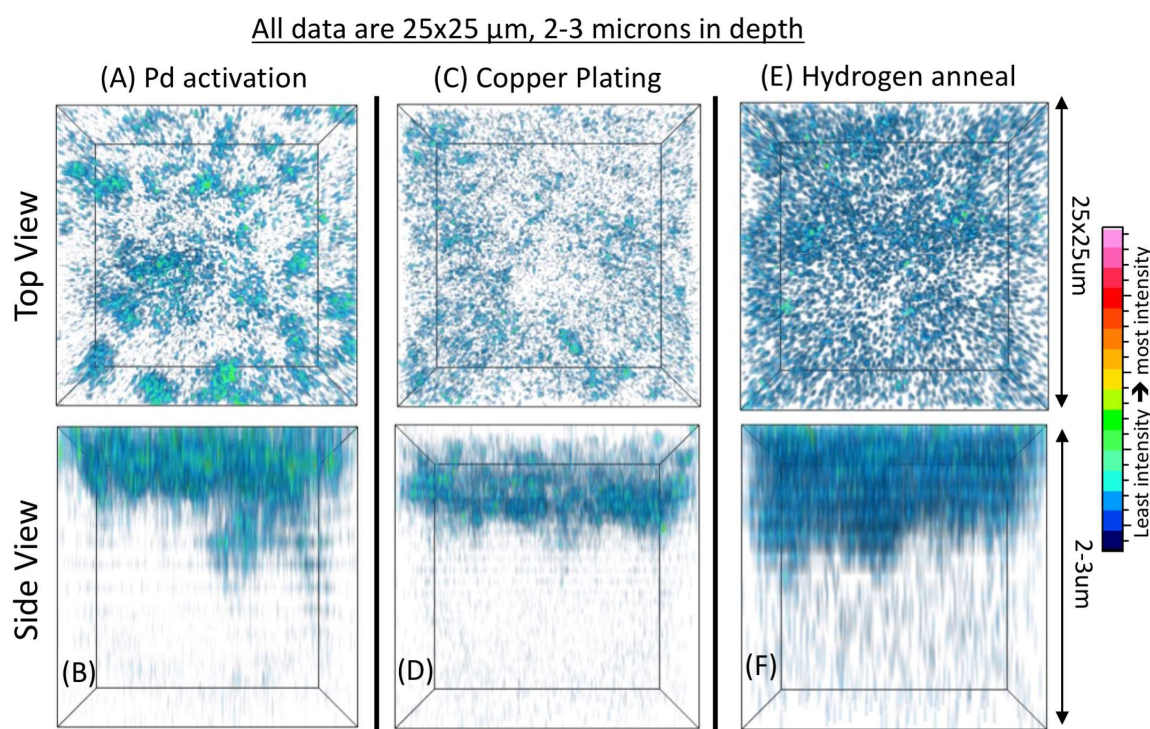 All data are 25x25 µm, 2-3 microns in depth
(A) Pd activation
(C) Copper Plating
(E) Hydrogen anneal
Top View
25x25um
Least intensity ➔ most intensity
Side View
(B)
(D)
(F)
2-3um